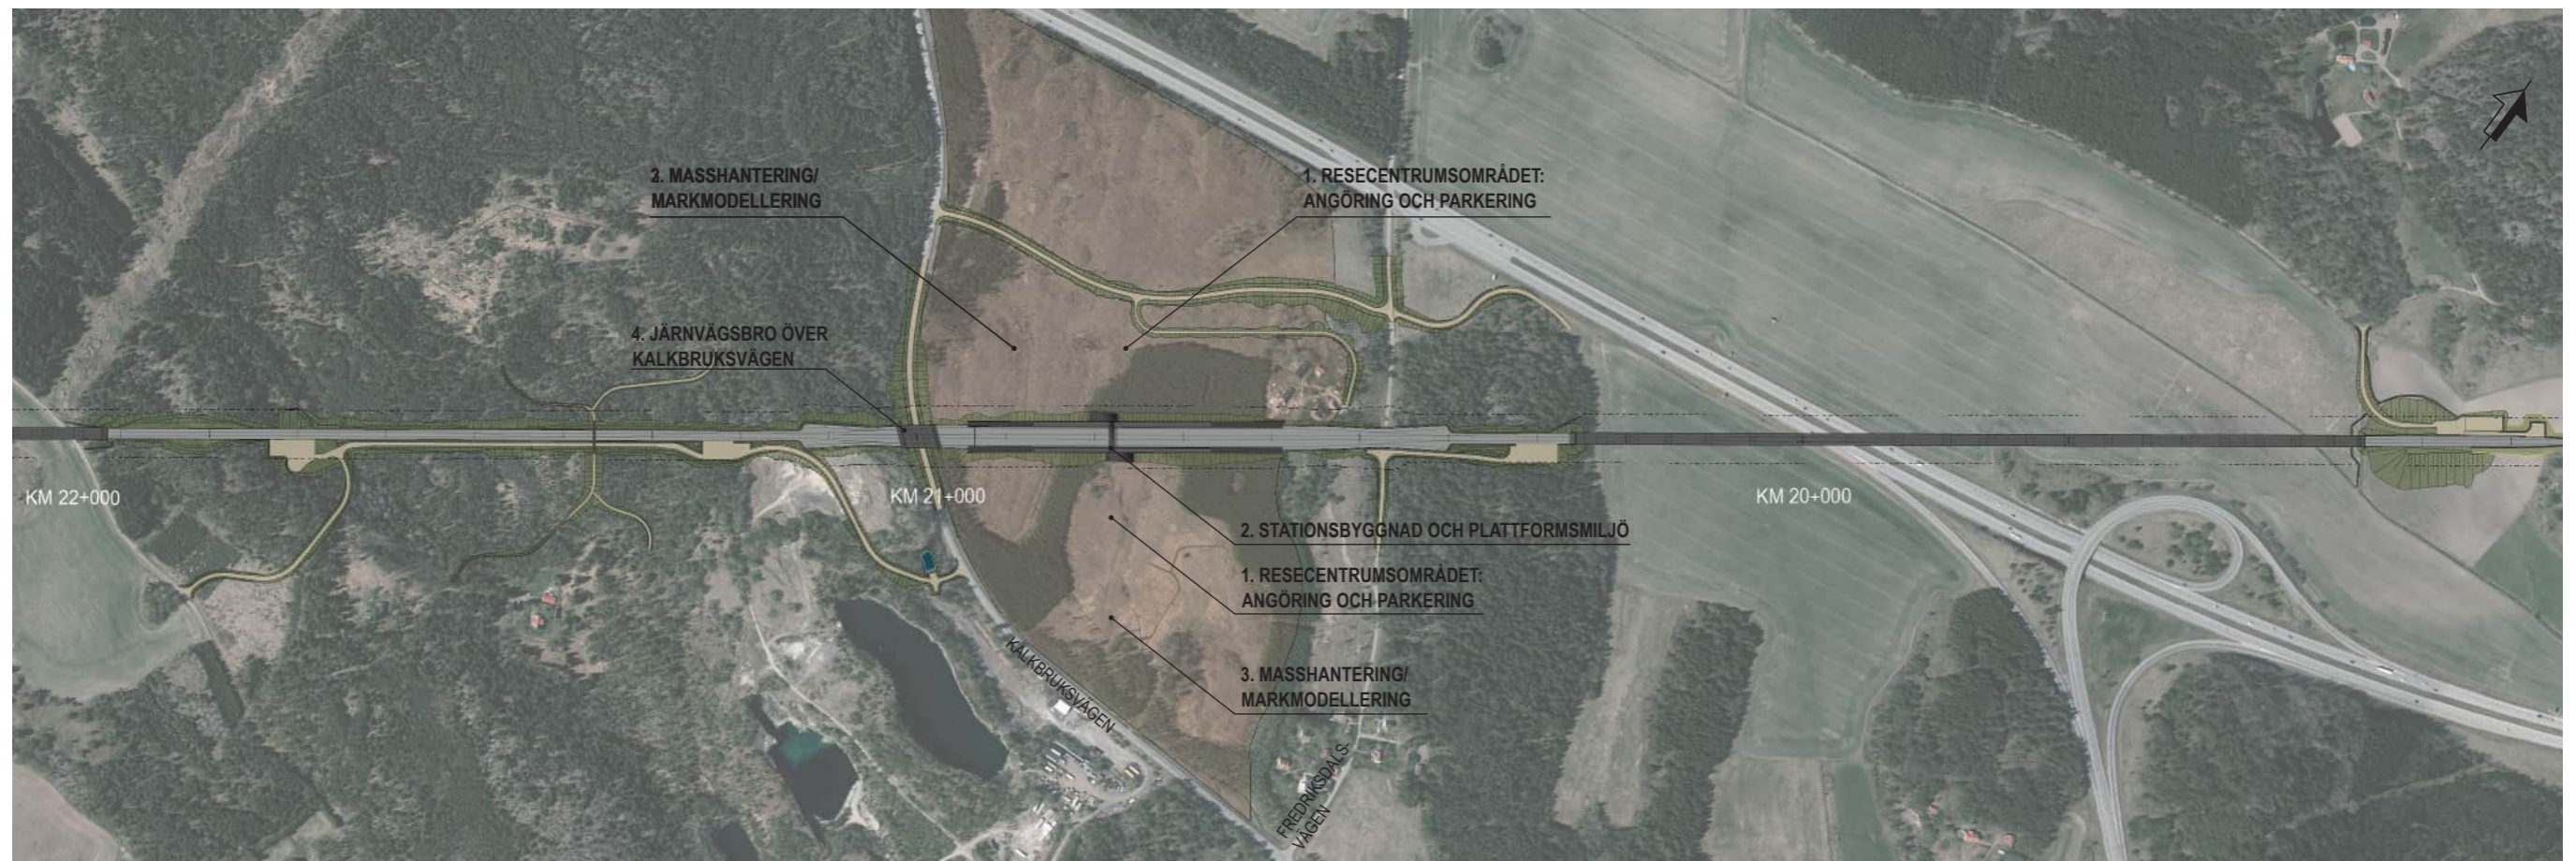 3. MASSHANTERING/
MARKMODELLERING
1. RESECENTRUMSOMRÅDET:
ANGÖRING OCH PARKERING
4. JÄRNVÄGSBRO ÖVER
KALKBRUKSVÄGEN
KM 22+000
KM 21+000
KM 20+000
2. STATIONSBYGGNAD OCH PLATTFORMSMILJÖ
1. RESECENTRUMSOMRÅDET:
ANGÖRING OCH PARKERING
3. MASSHANTERING/
MARKMODELLERING
KALKBRUKSVÄGEN
FREDRIKSDALS-
VÄGEN